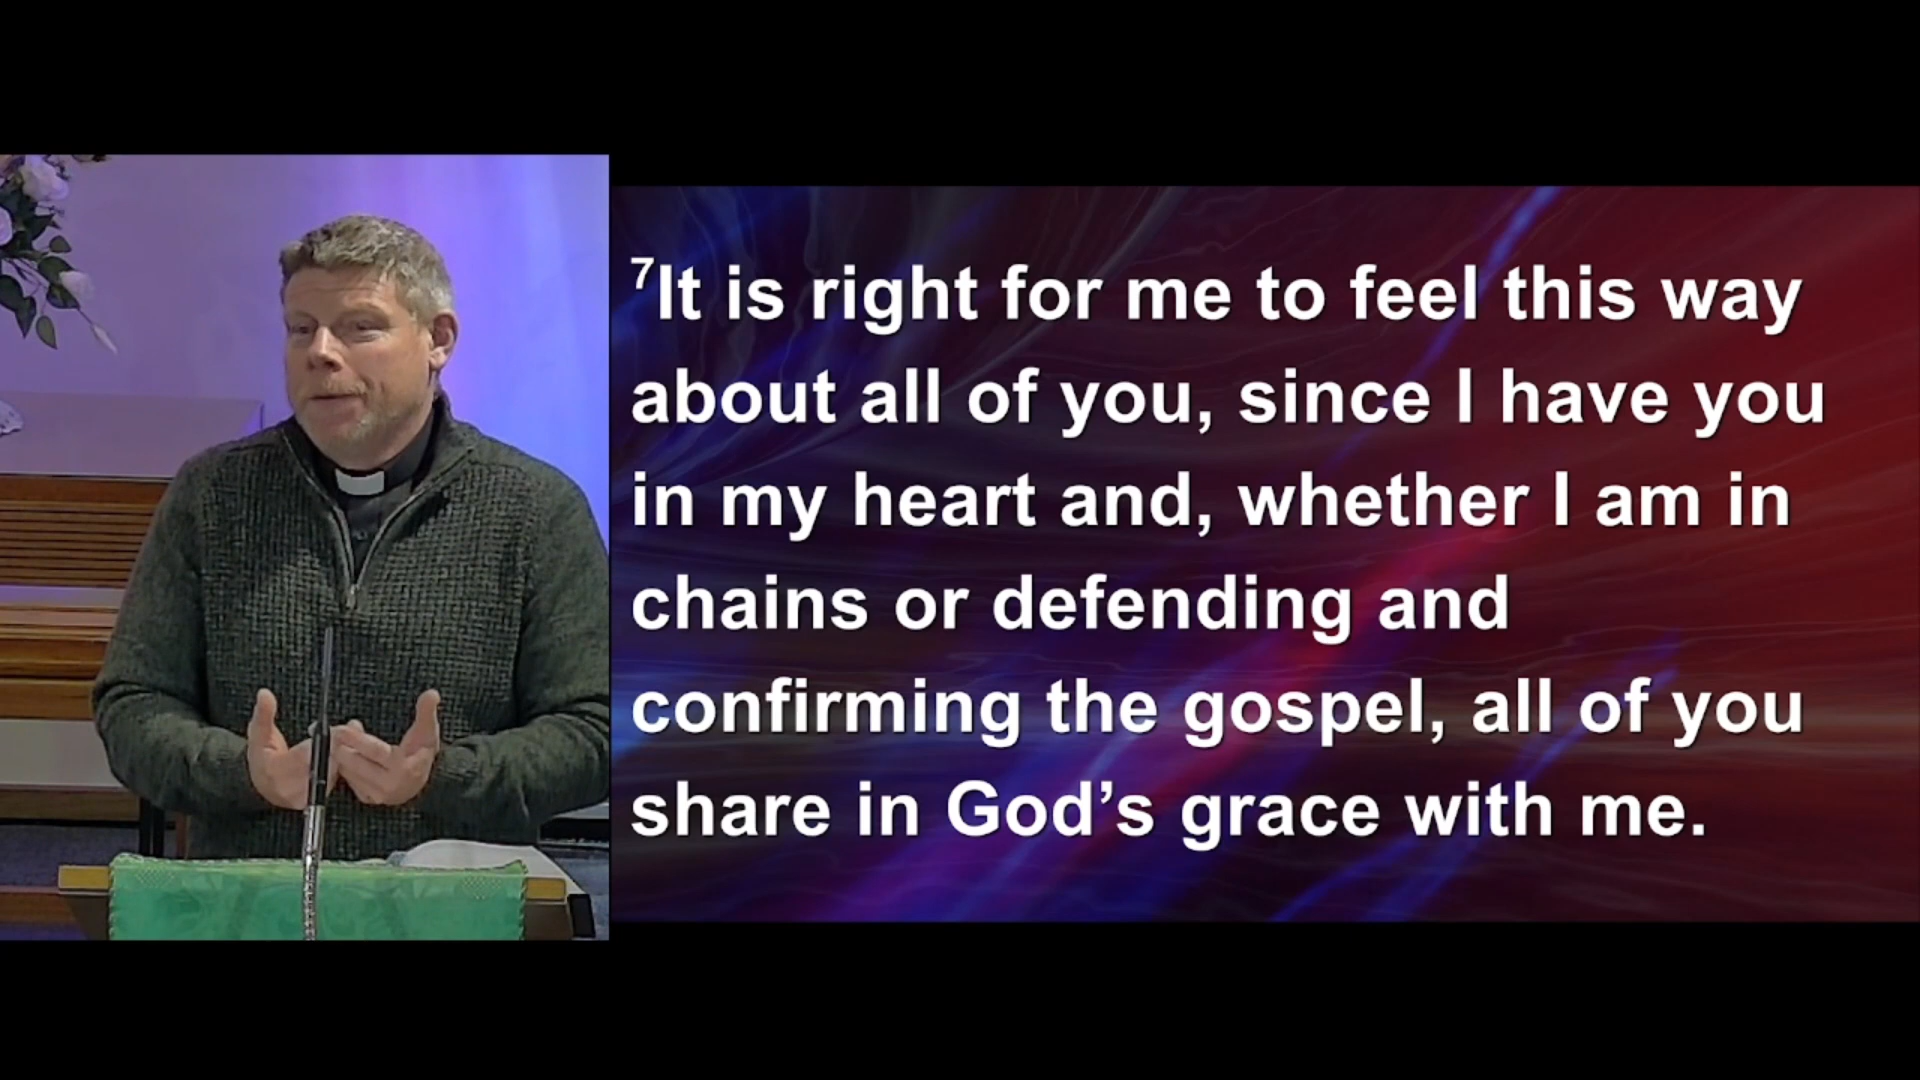 ⁷It is right for me to feel this way
about all of you, since I have you
in my heart and, whether I am in
chains or defending and
confirming the gospel, all of you
share in God’s grace with me.